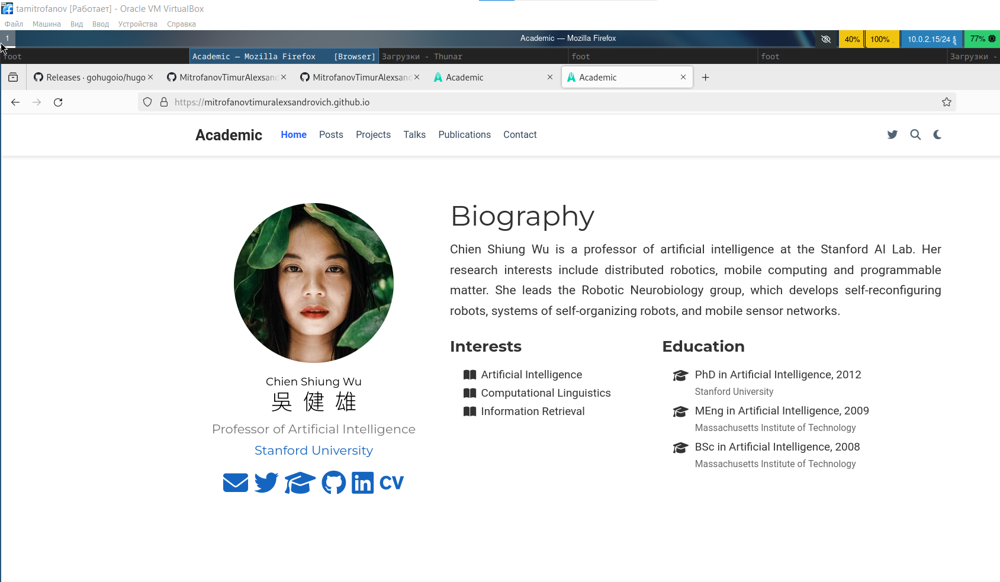 tamitrofanov [Работает] - Oracle VM VirtualBox
Файл Машина Вид Ввод Устройства Справка
1 Academic — Mozilla Firefox 40% 100% 10.0.2.15/24 77%
foot Academic — Mozilla Firefox [Browser] Загрузки - Thunar foot foot Загрузки -
Releases · gohugoio/hugo MitrofanovTimurAlexsand MitrofanovTimurAlexsand Academic Academic
https://mitrofanovtimuralexsandrovich.github.io
Academic Home Posts Projects Talks Publications Contact
Biography
Chien Shiung Wu is a professor of artificial intelligence at the Stanford AI Lab. Her
research interests include distributed robotics, mobile computing and programmable
matter. She leads the Robotic Neurobiology group, which develops self-reconfiguring
robots, systems of self-organizing robots, and mobile sensor networks.
Chien Shiung Wu
吳健雄
Professor of Artificial Intelligence
Stanford University
CV
Interests
Artificial Intelligence
Computational Linguistics
Information Retrieval
Education
PhD in Artificial Intelligence, 2012
Stanford University
MEng in Artificial Intelligence, 2009
Massachusetts Institute of Technology
BSc in Artificial Intelligence, 2008
Massachusetts Institute of Technology